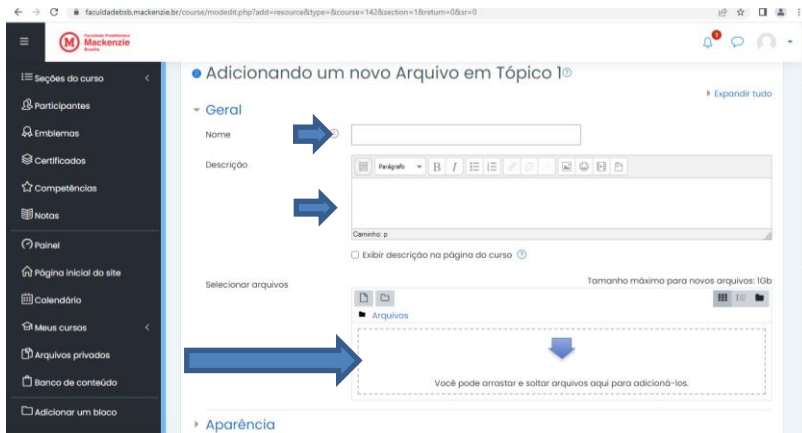 faculdadebsb.mackenzie.br/course/modedit.php?add=resource&type=&course=142&section=1&return=0&sr=0
Mackenzie
Seções do curso
Participantes
Emblemas
Certificados
Competências
Notas
Painel
Página inicial do site
Calendário
Meus cursos
Arquivos privados
Banco de conteúdo
Adicionar um bloco
Adicionando um novo Arquivo em Tópico 1
Expandir tudo
Geral
Nome
Descrição
Parágrafo B I
Caminho: p
Exibir descrição na página do curso
Selecionar arquivos
Tamanho máximo para novos arquivos: 1Gb
Arquivos
Você pode arrastar e soltar arquivos aqui para adicioná-los.
Aparência